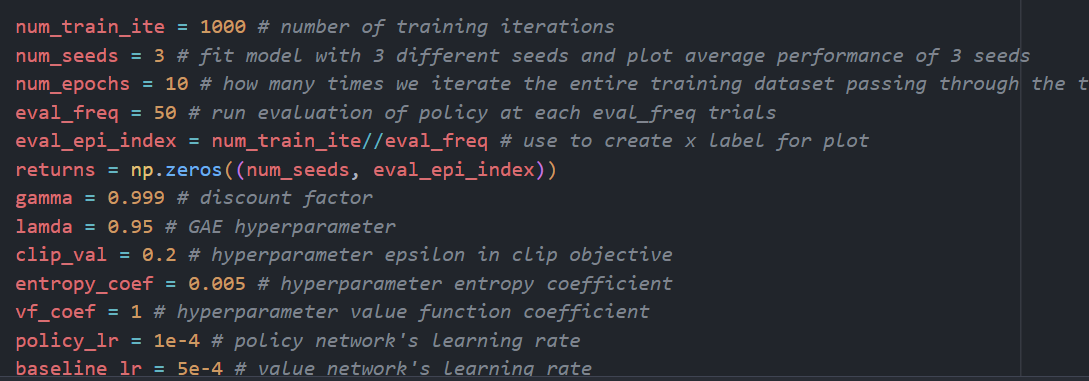 num_train_ite = 1000 # number of training iterations
num_seeds = 3 # fit model with 3 different seeds and plot average performance of 3 seeds
num_epochs = 10 # how many times we iterate the entire training dataset passing through the t
eval_freq = 50 # run evaluation of policy at each eval_freq trials
eval_epi_index = num_train_ite//eval_freq # use to create x label for plot
returns = np.zeros((num_seeds, eval_epi_index))
gamma = 0.999 # discount factor
lamda = 0.95 # GAE hyperparameter
clip_val = 0.2 # hyperparameter epsilon in clip objective
entropy_coef = 0.005 # hyperparameter entropy coefficient
vf_coef = 1 # hyperparameter value function coefficient
policy_lr = 1e-4 # policy network's learning rate
baseline_lr = 5e-4 # value network's learning rate